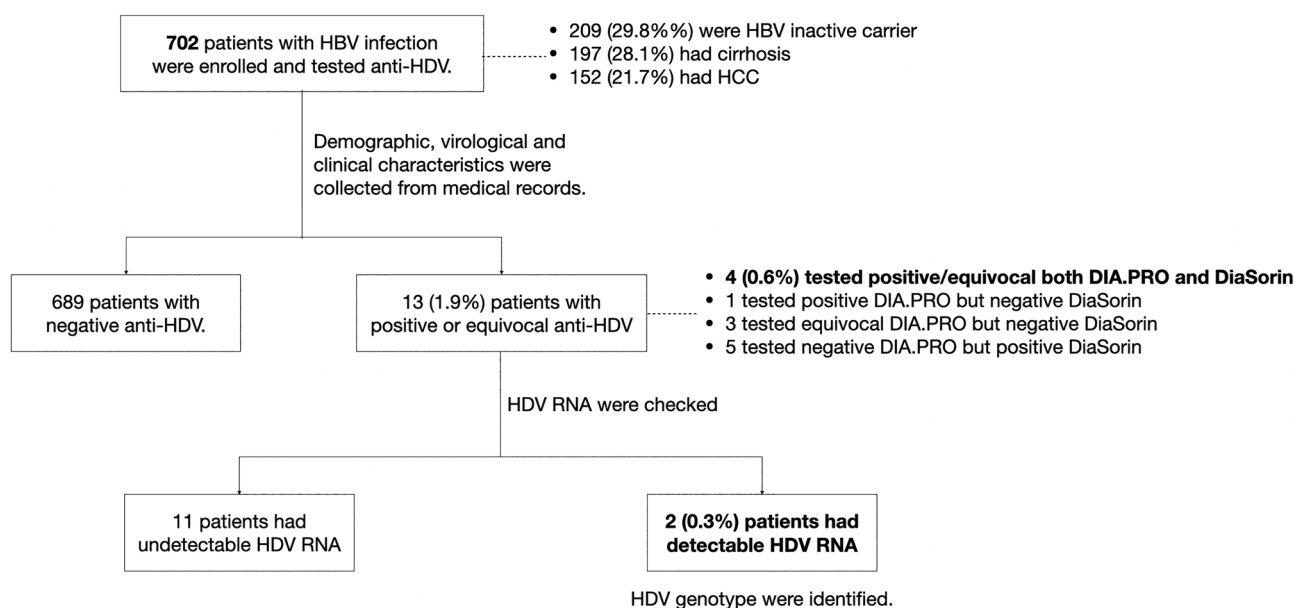 702 patients with HBV infection
were enrolled and tested anti-HDV.
• 209 (29.8%%) were HBV inactive carrier
• 197 (28.1%) had cirrhosis
• 152 (21.7%) had HCC
Demographic, virological and
clinical characteristics were
collected from medical records.
689 patients with
negative anti-HDV.
13 (1.9%) patients with
positive or equivocal anti-HDV
• 4 (0.6%) tested positive/equivocal both DIA.PRO and DiaSorin
• 1 tested positive DIA.PRO but negative DiaSorin
• 3 tested equivocal DIA.PRO but negative DiaSorin
• 5 tested negative DIA.PRO but positive DiaSorin
HDV RNA were checked
11 patients had
undetectable HDV RNA
2 (0.3%) patients had
detectable HDV RNA
HDV genotype were identified.